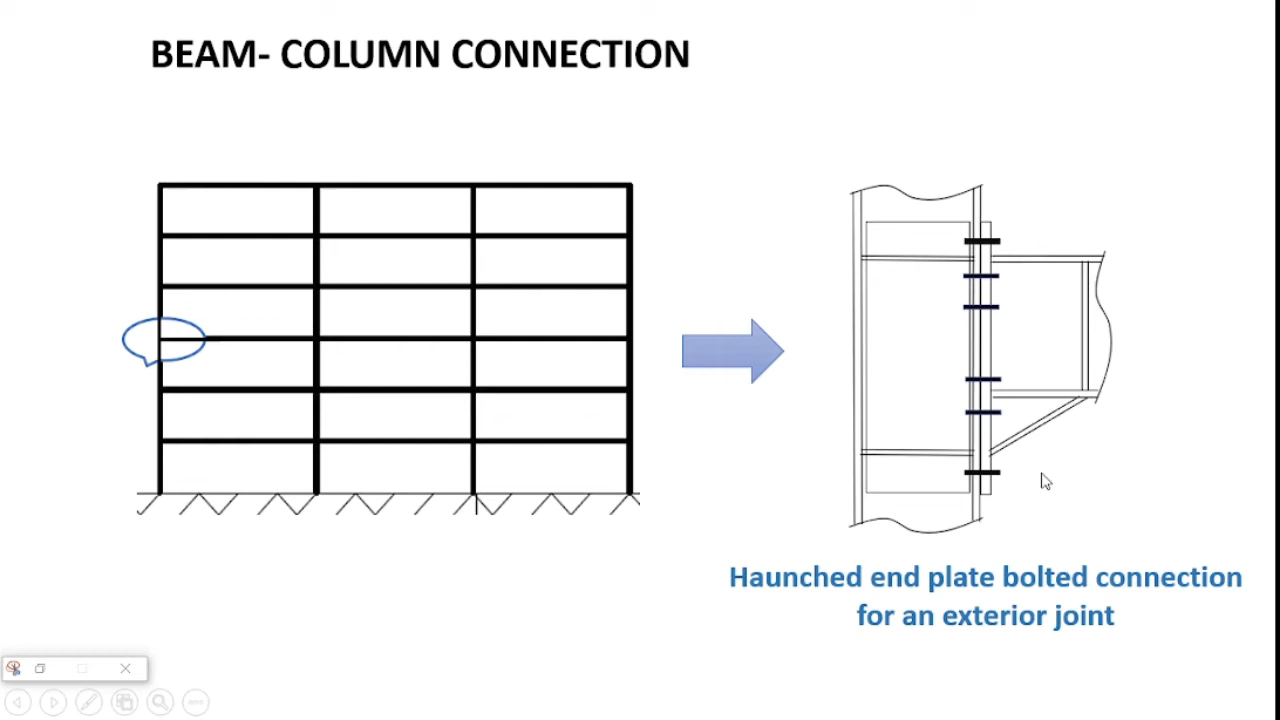 BEAM- COLUMN CONNECTION
Haunched end plate bolted connection
for an exterior joint